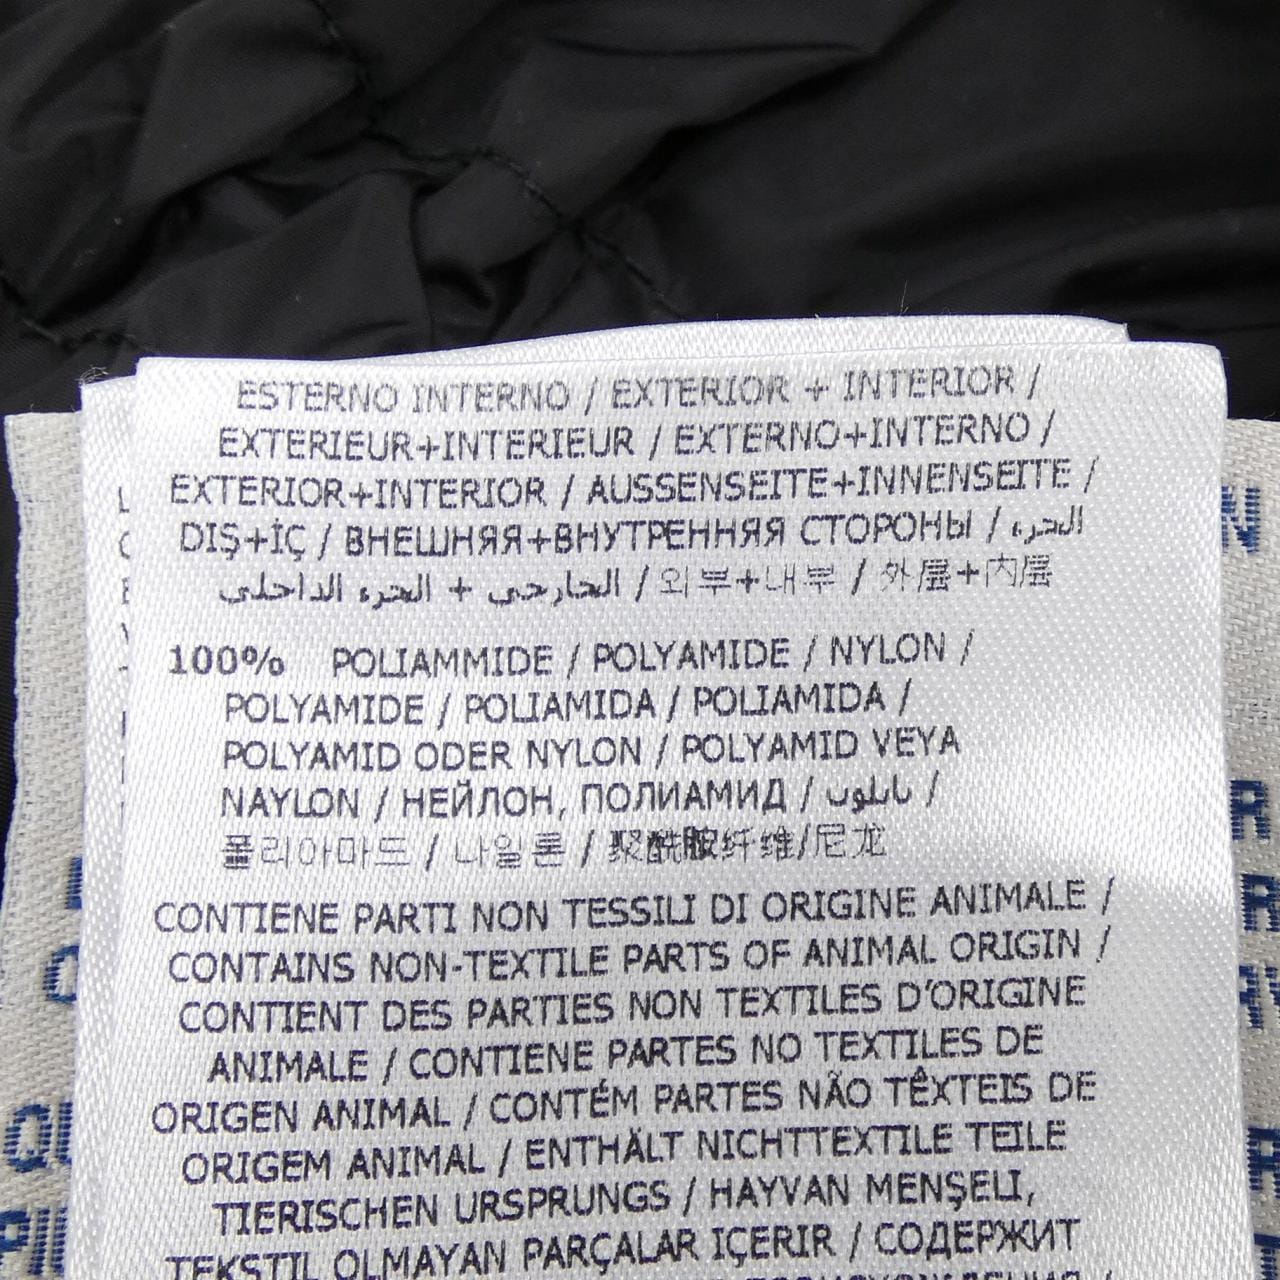 ESTERNO INTERNO / EXTERIOR + INTERIOR /
EXTERIEUR+INTERIEUR / EXTERNO+INTERNO /
EXTERIOR+INTERIOR / AUSSENSEITE+INNENSEITE /
DIŞ+İÇ / ВНЕШНЯЯ+ВНУТРЕННЯЯ СТОРОНЫ / الجزء
الخارجي + الجزء الداخلي / 외부+내부 / 外层+内层
100% POLIAMMIDE / POLYAMIDE / NYLON /
POLYAMIDE / POLIAMIDA / POLIAMIDA /
POLYAMID ODER NYLON / POLYAMID VEYA
NAYLON / НЕЙЛОН, ПОЛИАМИД / نايلون /
폴리아마드 / 나일론 / 聚酰胺纤维/尼龙
CONTIENE PARTI NON TESSILI DI ORIGINE ANIMALE /
CONTAINS NON-TEXTILE PARTS OF ANIMAL ORIGIN /
CONTIENT DES PARTIES NON TEXTILES D'ORIGINE
ANIMALE / CONTIENE PARTES NO TEXTILES DE
ORIGEN ANIMAL / CONTÉM PARTES NÃO TÊXTEIS DE
ORIGEM ANIMAL / ENTHÄLT NICHTTEXTILE TEILE
TIERISCHEN URSPRUNGS / HAYVAN MENŞELI,
TEKSTIL OLMAYAN PARÇALAR IÇERIR / СОДЕРЖИТ